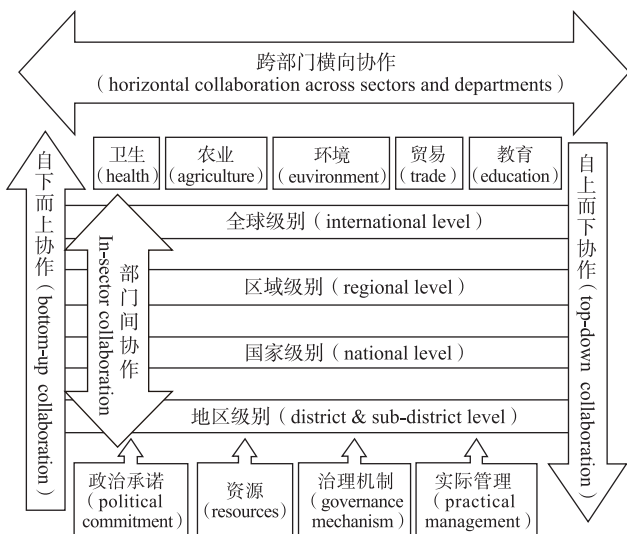 跨部门横向协作
( horizontal collaboration across sectors and departments )
卫生
( health )
农业
( agriculture )
环境
( euvironment )
贸易
( trade )
教育
( education )
自下而上协作( bottom-up collaboration )
部门间协作
In-sector collaboration
自上而下协作( top-down collaboration )
全球级别 ( international level )
区域级别 ( regional level )
国家级别 ( national level )
地区级别 ( district & sub-district level )
政治承诺
( political
commitment )
资源
( resources )
治理机制
( governance
mechanism )
实际管理
( practical
management )